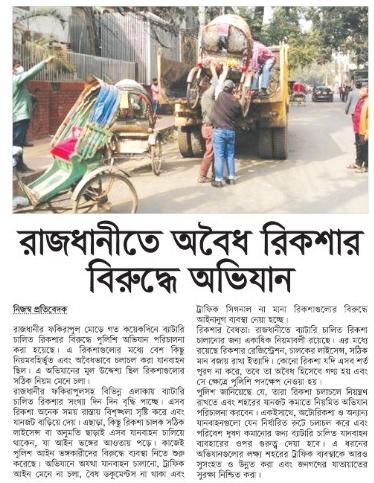 রাজধানীতে অবৈধ রিকশার
বিরুদ্ধে অভিযান
নিজস্ব প্রতিবেদক
রাজধানীর ফকিরাপুল মোড়ে গত কয়েকদিনে ব্যাটারি
চালিত রিকশার বিরুদ্ধে পুলিশি অভিযান পরিচালনা
করা হয়েছে। এ রিকশাগুলোর মধ্যে বেশ কিছু
নিয়মবহির্ভূত এবং অবৈধভাবে চলাচল করা যানবাহন
ছিল। এ অভিযানের মূল উদ্দেশ্য ছিল রিকশাগুলোর
সঠিক নিয়ম মেনে চলা।
রাজধানীর ফকিরাপুলসহ বিভিন্ন এলাকায় ব্যাটারি
চালিত রিকশার সংখ্যা দিন দিন বৃদ্ধি পাচ্ছে। এসব
রিকশা অনেক সময় রাস্তায় বিশৃঙ্খলা সৃষ্টি করে এবং
যানজট বাড়িয়ে দেয়। এছাড়া, কিছু রিকশা চালক সঠিক
লাইসেন্স বা অনুমতি ছাড়াই এসব যানবাহন চালিয়ে
থাকেন, যা আইন ভঙ্গের আওতায় পড়ে। কাজেই
পুলিশ আইন ভঙ্গকারীদের বিরুদ্ধে ব্যবস্থা নিতে শুরু
করেছে। অভিযানে অযথা যানবাহন চালানো, ট্রাফিক
আইন মেনে না চলা, বৈধ ডকুমেন্টস না থাকা এবং
ট্রাফিক সিগনাল না মানা রিকশাগুলোর বিরুদ্ধে
আইনানুগ ব্যবস্থা নেয়া হচ্ছে।
রিকশার বৈধতা: রাজধানীতে ব্যাটারি চালিত রিকশা
চালানোর জন্য একাধিক নিয়মাবলী রয়েছে। এর মধ্যে
রয়েছে রিকশার রেজিস্ট্রেশন, চালকের লাইসেন্স, সঠিক
মান বজায় রাখা ইত্যাদি। কোনো রিকশা যদি এসব শর্ত
পূরণ না করে, তবে তা অবৈধ হিসেবে গণ্য হয় এবং
সে ক্ষেত্রে পুলিশি পদক্ষেপ নেওয়া হয়।
পুলিশ জানিয়েছে যে, তারা রিকশা চলাচলে নিয়ন্ত্রণ
রাখতে এবং শহরের যানজট কমাতে নিয়মিত অভিযান
পরিচালনা করবেন। একইসাথে, অটোরিকশা ও অন্যান্য
যানবাহনগুলো যেন নির্ধারিত রুটে চলাচল করে এবং
পরিবেশ দূষণ কমানোর জন্য ব্যাটারি চালিত যানবাহন
ব্যবহারের ওপর গুরুত্ব দেয়া হবে। এ ধরনের
অভিযানগুলোর লক্ষ্য শহরের ট্রাফিক ব্যবস্থাকে আরও
সুসংহত ও উন্নত করা এবং জনগণের যাতায়াতের
সুরক্ষা নিশ্চিত করা।